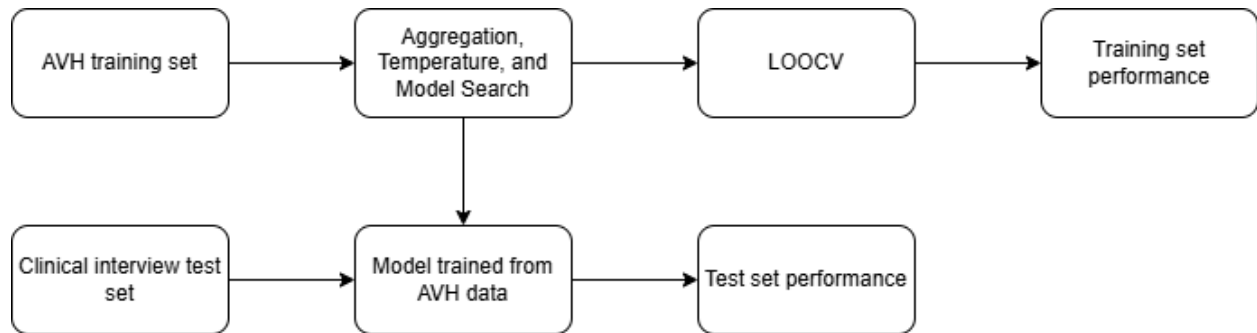 AVH training set
Aggregation,
Temperature, and
Model Search
LOOCV
Training set
performance
Clinical interview test
set
Model trained from
AVH data
Test set performance